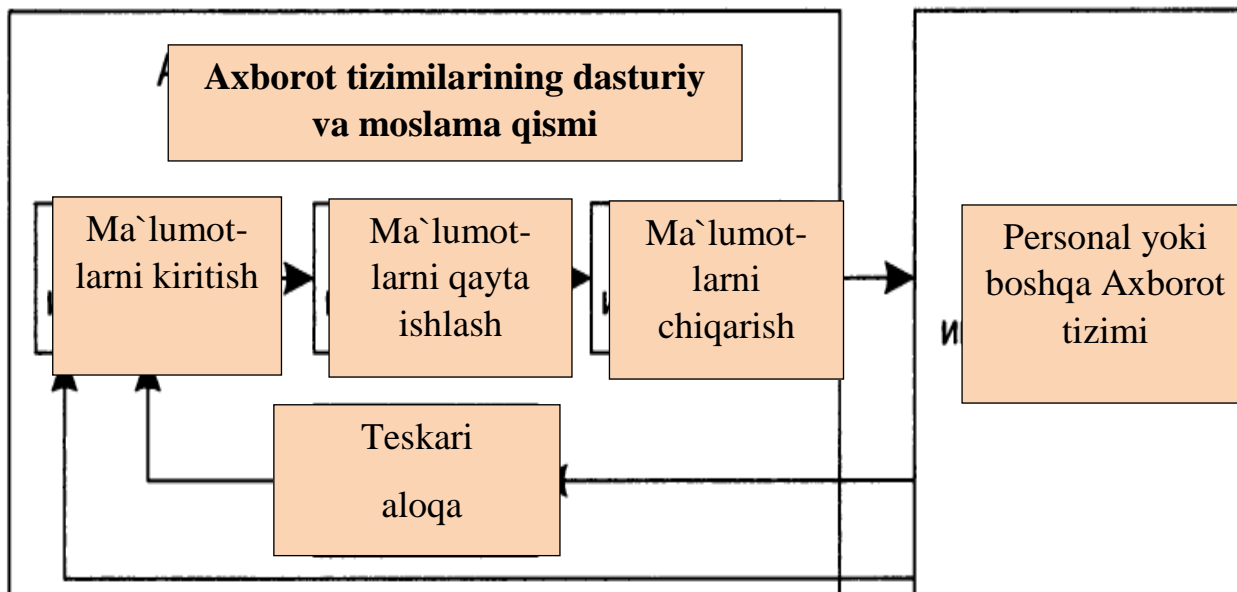 Axborot tizimilarining dasturiy
va moslama qismi
Ma`lumot-
larni kiritish
Ma`lumot-
larni qayta
ishlash
Ma`lumot-
larni
chiqarish
Personal yoki
boshqa Axborot
tizimi
Teskari
aloqa